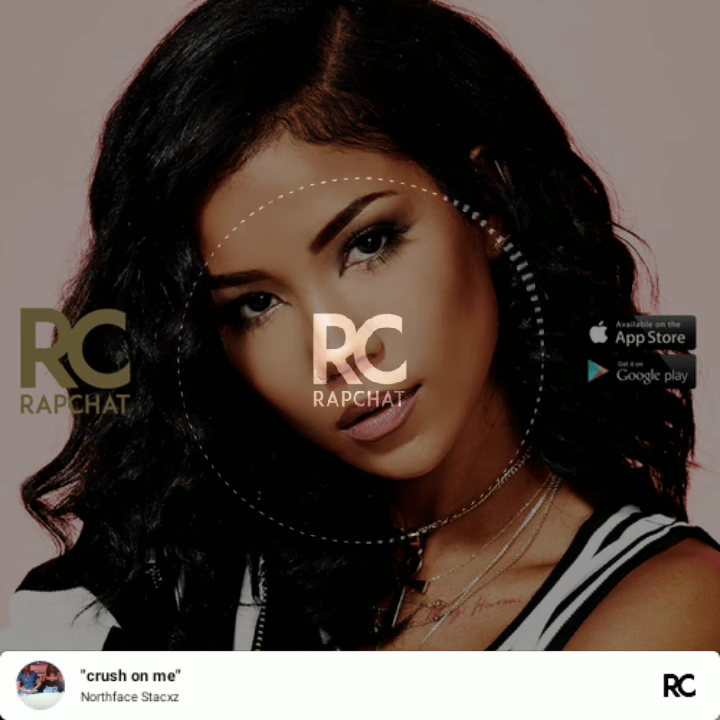 RC
RAPCHAT
RC
RAPCHAT
Available on the
App Store
Get it on
Google play
"crush on me"
Northface Stacxz
RC